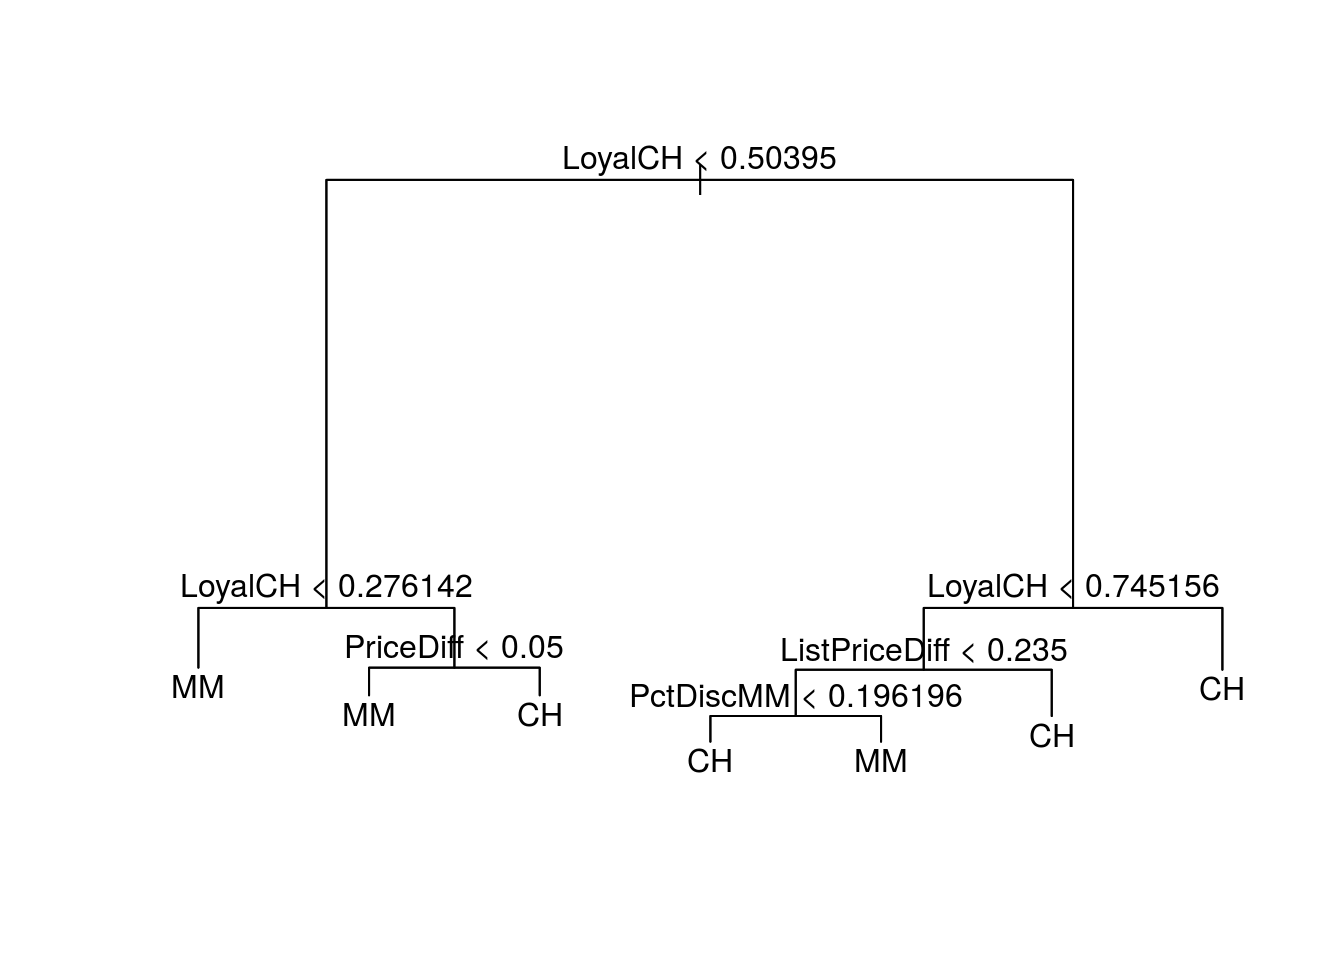 LoyalCH < 0.50395
LoyalCH < 0.276142
LoyalCH < 0.745156
PriceDiff < 0.05
ListPriceDiff < 0.235
MM
CH
PctDiscMM < 0.196196
MM
CH
CH
CH
MM